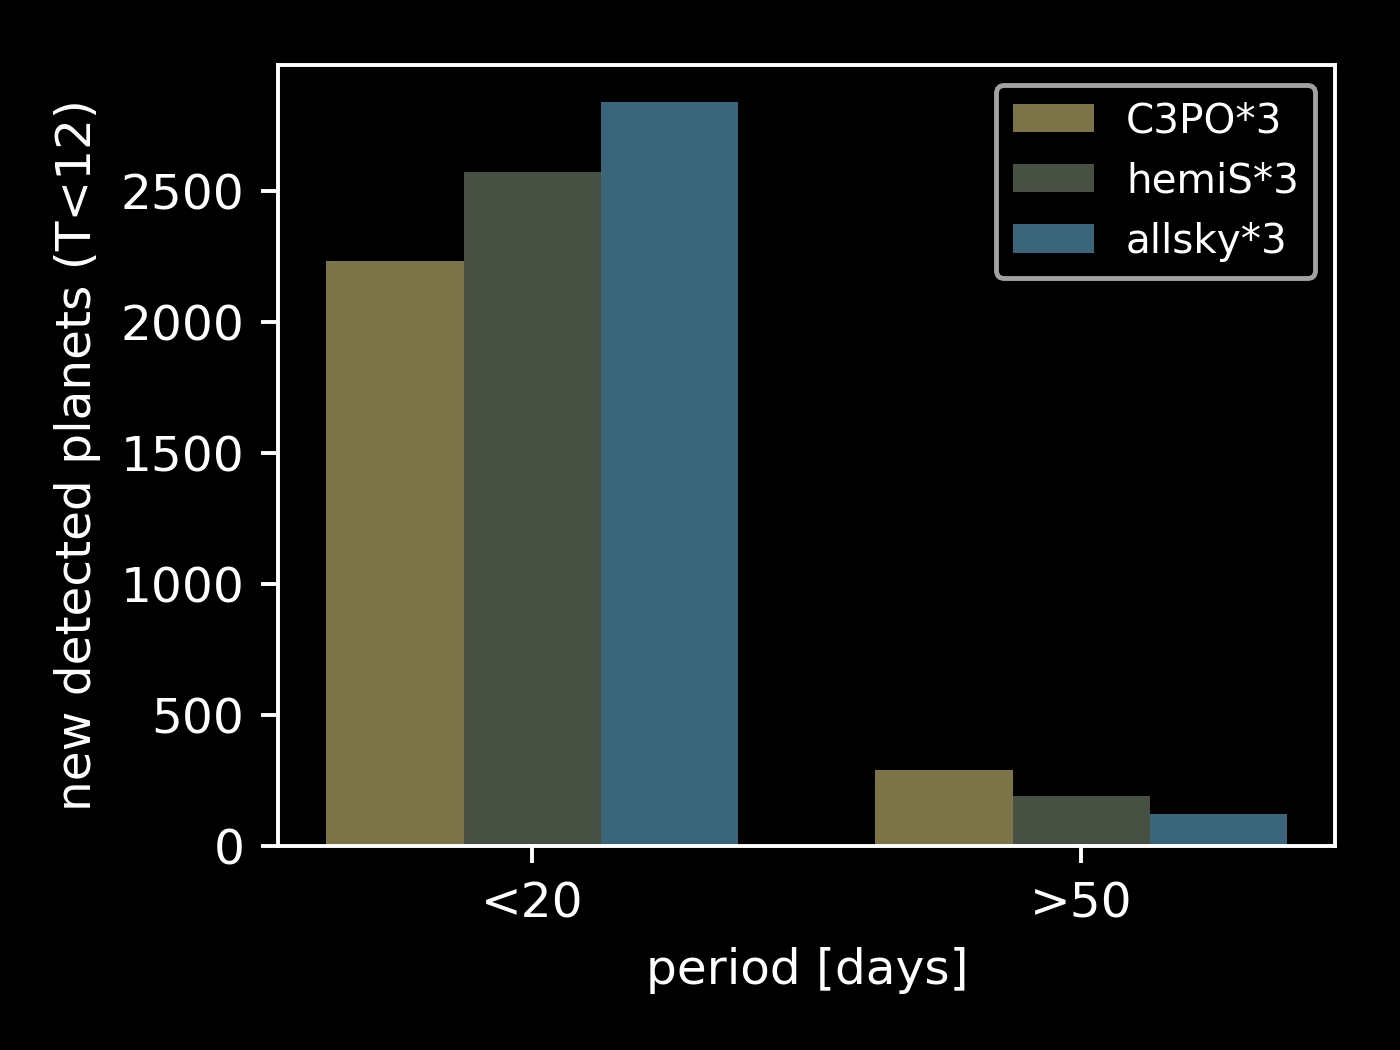 new detected planets (T<12)
2500
2000
1500
1000
500
0
C3PO*3
hemiS*3
allsky*3
<20
>50
period [days]